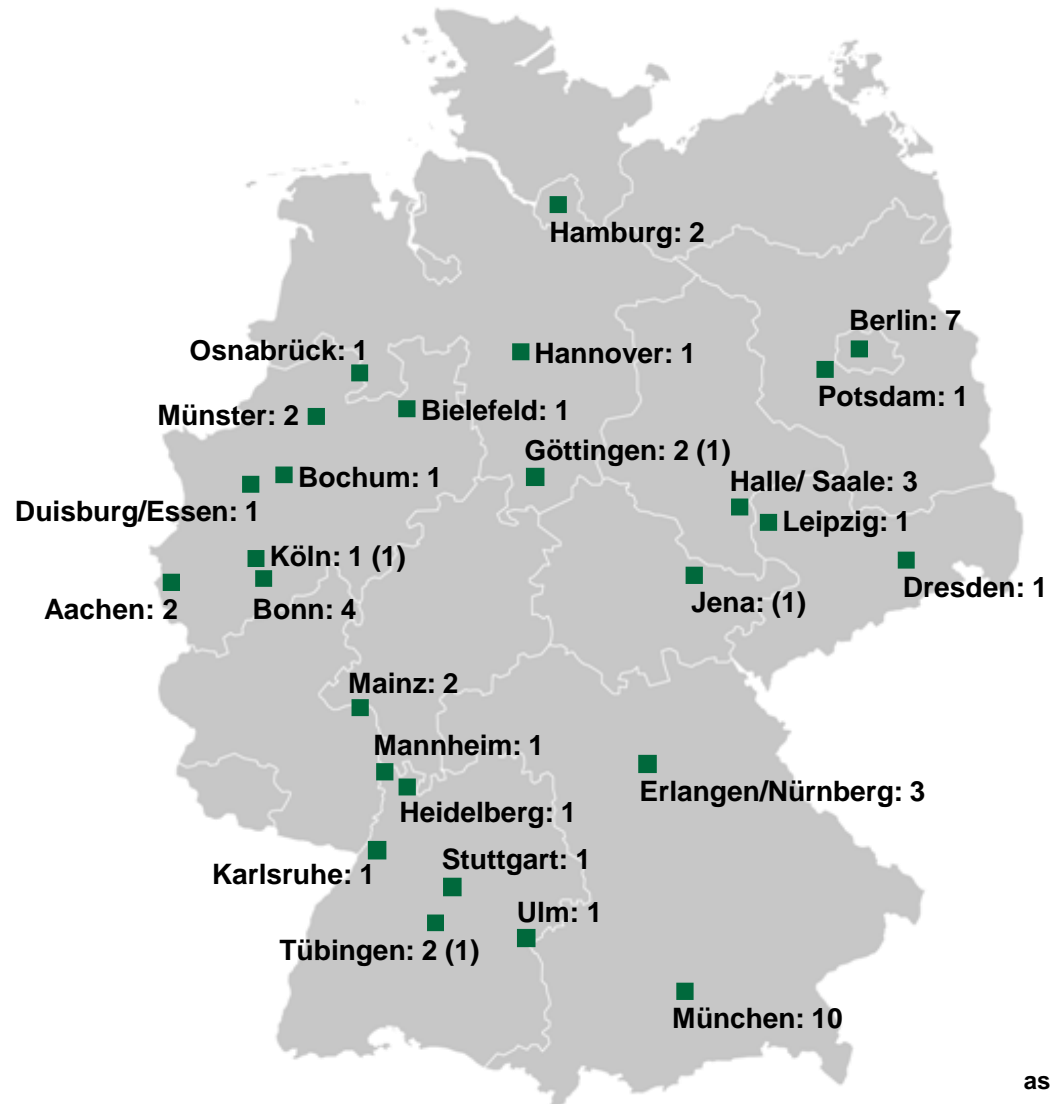 Hamburg: 2
Berlin: 7
Osnabrück: 1
Hannover: 1
Potsdam: 1
Münster: 2
Bielefeld: 1
Göttingen: 2 (1)
Bochum: 1
Halle/ Saale: 3
Duisburg/Essen: 1
Leipzig: 1
Köln: 1 (1)
Dresden: 1
Aachen: 2
Bonn: 4
Jena: (1)
Mainz: 2
Mannheim: 1
Erlangen/Nürnberg: 3
Heidelberg: 1
Karlsruhe: 1
Stuttgart: 1
Ulm: 1
Tübingen: 2 (1)
München: 10
as